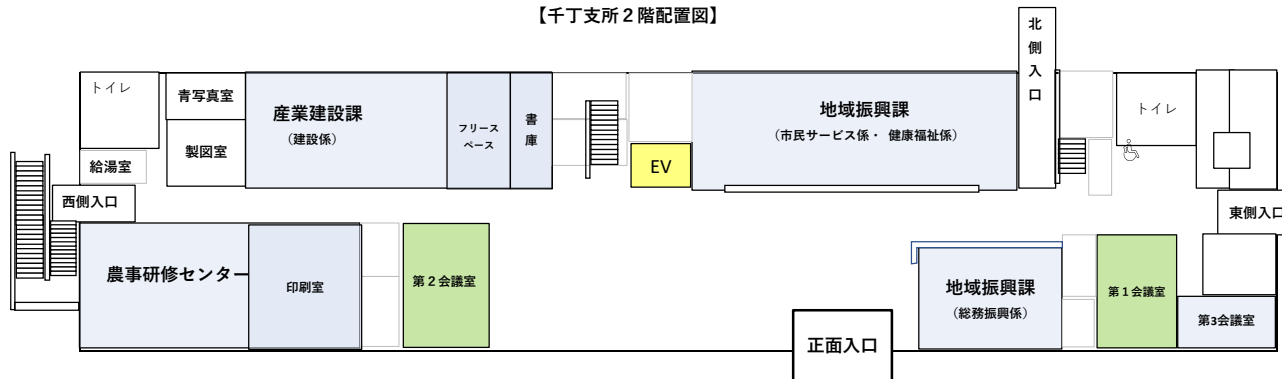 【千丁支所２階配置図】
北側入口
トイレ
青写真室
産業建設課
（建設係）
フリース
ペース
書庫
地域振興課
（市民サービス係・ 健康福祉係）
トイレ
製図室
EV
給湯室
西側入口
東側入口
農事研修センター
印刷室
第２会議室
地域振興課
（総務振興係）
第１会議室
第3会議室
正面入口